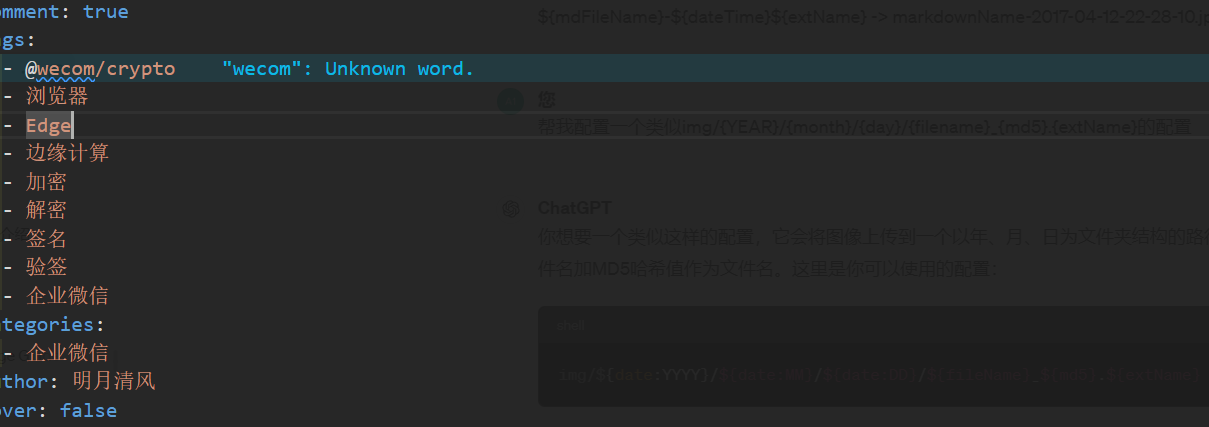 omment: true
gs:
- @wecom/crypto "wecom": Unknown word.
- 浏览器
- Edge
- 边缘计算
- 加密
- 解密
- 签名
- 验签
- 企业微信
ategories:
- 企业微信
uthor: 明月清风
over: false
${mdFileName}-${dateTime}${extName} -> markdownName-2017-04-12-22-28-10.jp
您
帮我配置一个类似img/{YEAR}/{month}/{day}/{filename}_{md5}.{extName}的配置
ChatGPT
你想要一个类似这样的配置，它会将图像上传到一个以年、月、日为文件夹结构的路
件名加MD5哈希值作为文件名。这里是你可以使用的配置：
shell
img/${date:YYYY}/